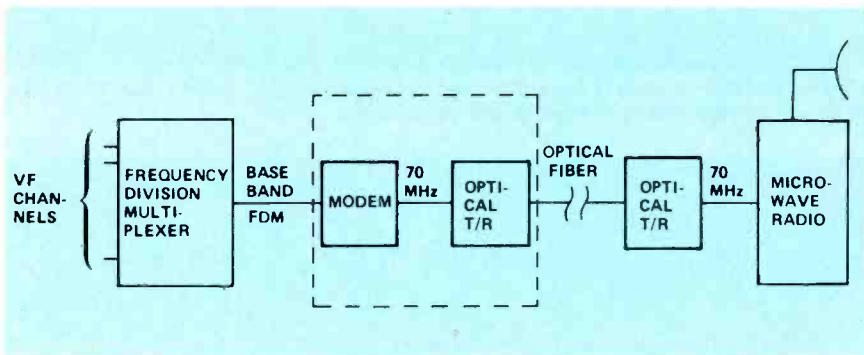 VF
CHAN-
NELS
FREQUENCY
DIVISION
MULTI-
PLEXER
BASE
BAND
FDM
MODEM
70
MHz
OPTI-
CAL
T/R
OPTICAL
FIBER
OPTI-
CAL
T/R
70
MHz
MICRO-
WAVE
RADIO